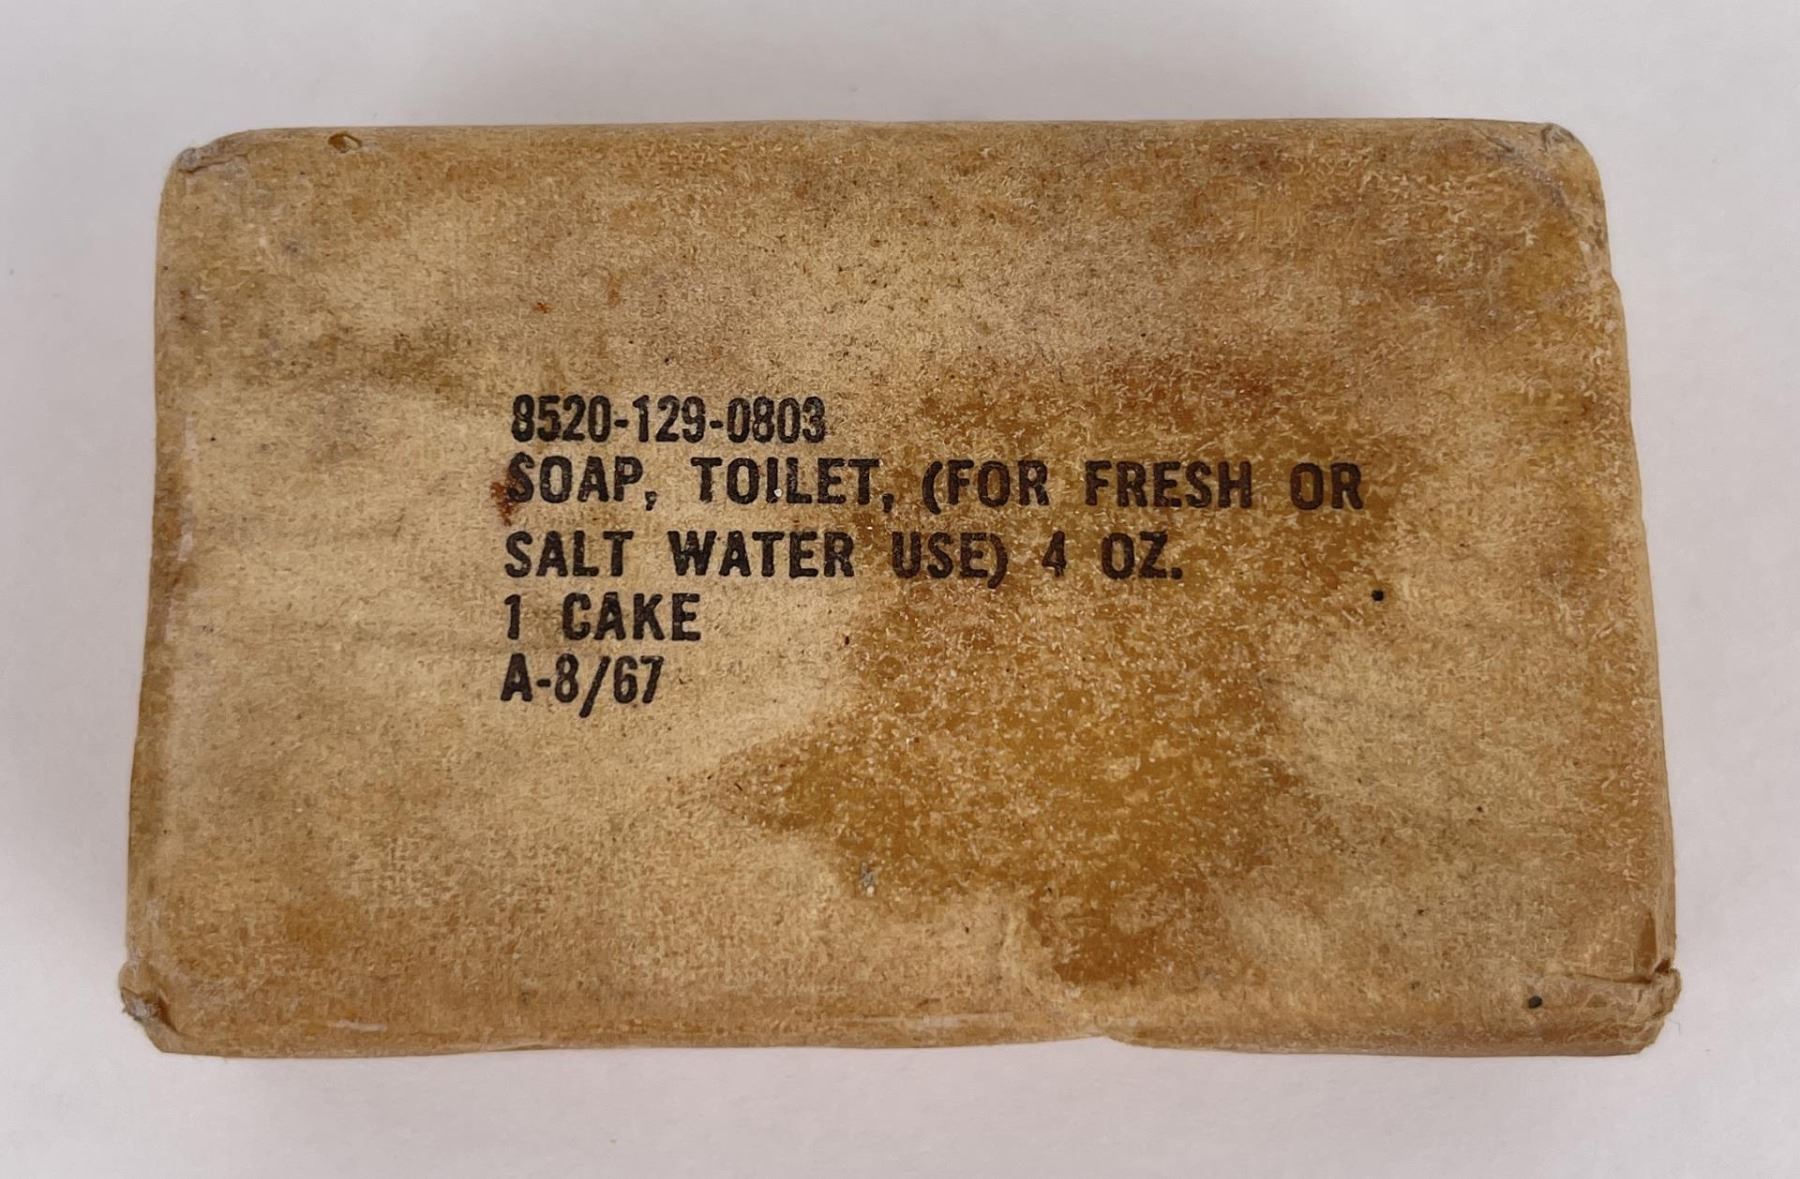 8520-129-0803
SOAP, TOILET, (FOR FRESH OR
SALT WATER USE) 4 OZ.
1 CAKE
A-8/67